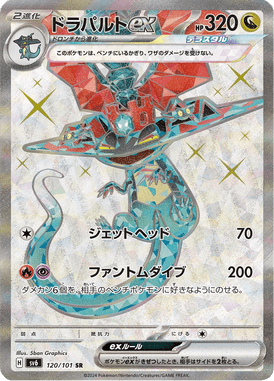 2進化 ドラパルトex HP320
ドロンチから進化 テラスタル
このポケモンは、ベンチにいるかぎり、ワザのダメージを受けない。
ジェットヘッド 70
ファントムダイブ 200
ダメカン6個を、相手のベンチポケモンに好きなようにのせる。
弱点 抵抗力 にげる
exルール
ポケモンexがきぜつしたとき、相手はサイドを2枚とる。
Illus. 5ban Graphics
H SV6 120/101 SR
©2024 Pokémon/Nintendo/Creatures/GAME FREAK.